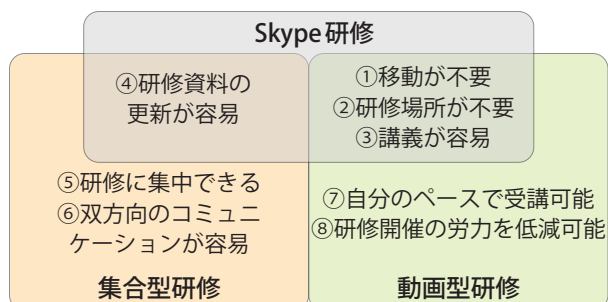 Skype研修
④研修資料の
更新が容易
①移動が不要
②研修場所が不要
③講義が容易
⑤研修に集中できる
⑥双方向のコミュニ
ケーションが容易
⑦自分のペースで受講可能
⑧研修開催の労力を低減可能
集合型研修
動画型研修